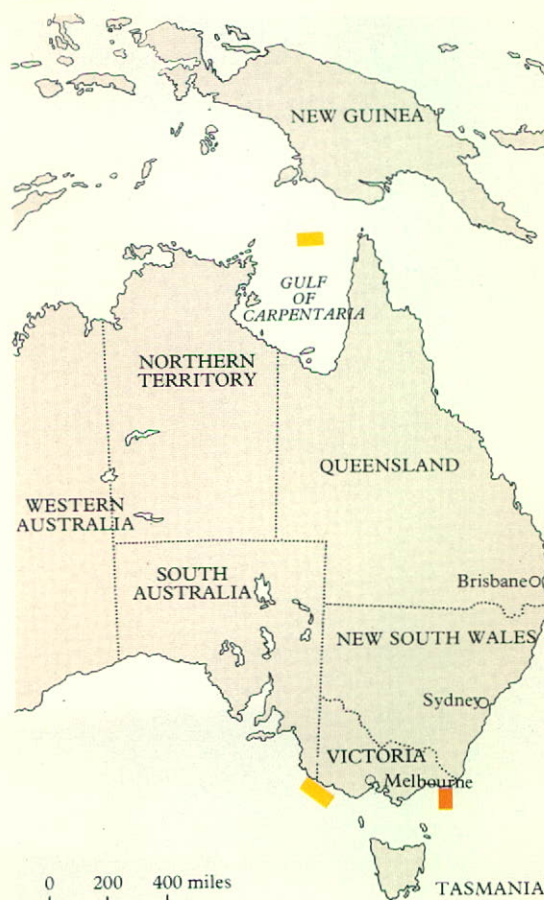 NEW GUINEA
GULF
OF
CARPENTARIA
NORTHERN
TERRITORY
QUEENSLAND
WESTERN
AUSTRALIA
SOUTH
AUSTRALIA
Brisbane
NEW SOUTH WALES
Sydney
VICTORIA
Melbourne
0 200 400 miles
TASMANIA